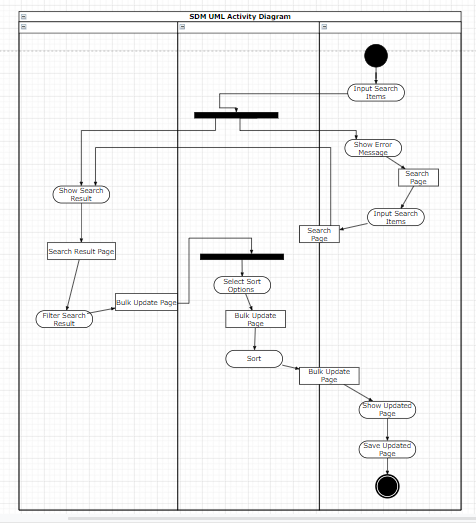 SDM UML Activity Diagram
Input Search
Items
Show Error
Message
Search
Page
Show Search
Result
Input Search
Items
Search
Page
Search Result Page
Select Sort
Options
Bulk Update Page
Filter Search
Result
Bulk Update
Page
Sort
Bulk Update
Page
Show Updated
Page
Save Updated
Page